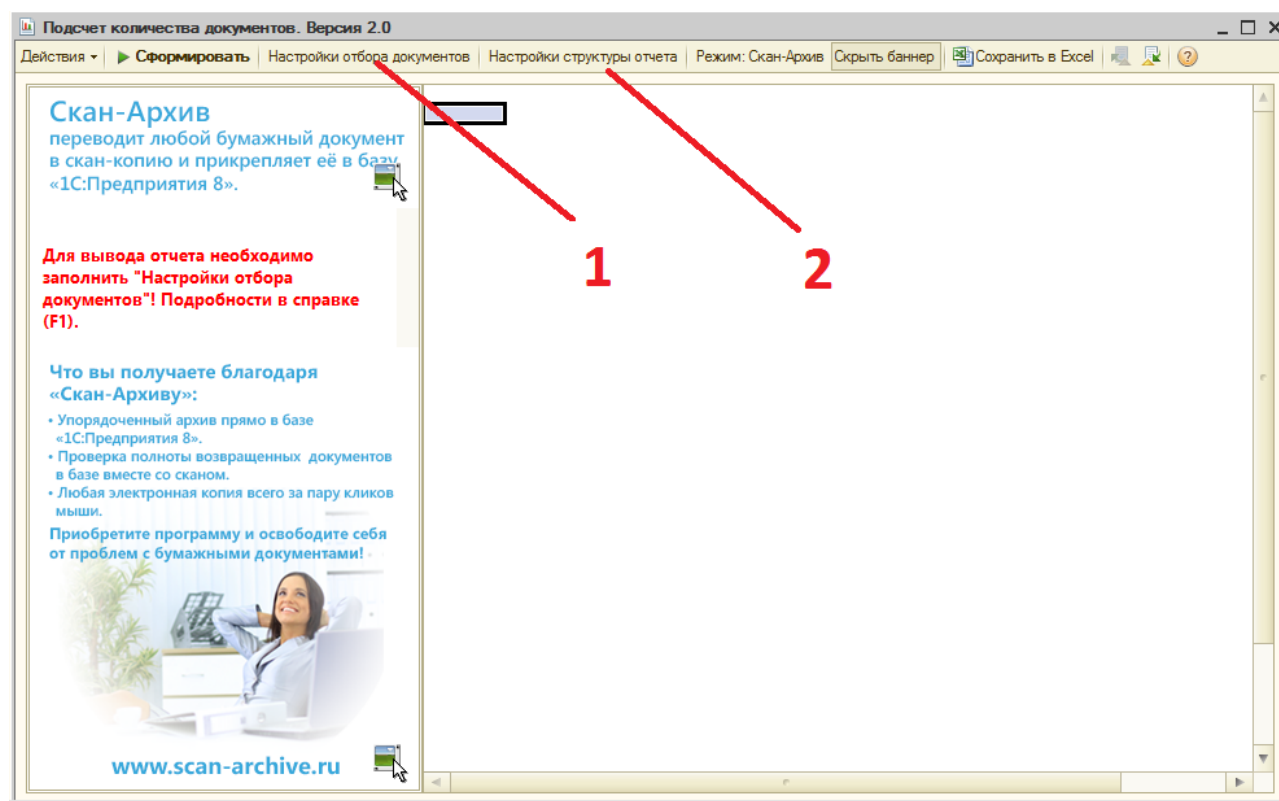 Подсчет количества документов. Версия 2.0
Действия Сформировать Настройки отбора документов Настройки структуры отчета Режим: Скан-Архив Скрыть баннер Сохранить в Excel ?
Скан-Архив
переводит любой бумажный документ
в скан-копию и прикрепляет её в базу
«1С:Предприятия 8».
Для вывода отчета необходимо
заполнить "Настройки отбора
документов"! Подробности в справке
(F1).
1
2
Что вы получаете благодаря
«Скан-Архиву»:
• Упорядоченный архив прямо в базе
«1С:Предприятия 8».
• Проверка полноты возвращенных документов
в базе вместе со сканом.
• Любая электронная копия всего за пару кликов
мыши.
Приобретите программу и освободите себя
от проблем с бумажными документами!
www.scan-archive.ru